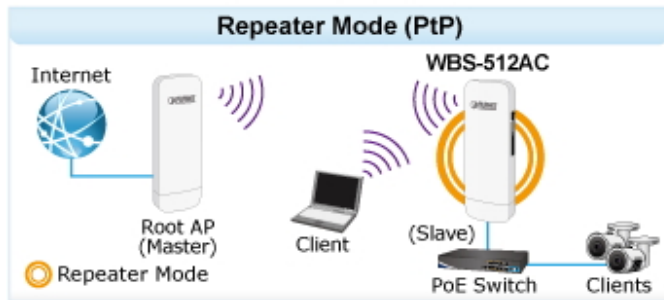 Repeater Mode (PtP)
WBS-512AC
Internet
Root AP
(Master)
Client
(Slave)
Repeater Mode
PoE Switch
Clients